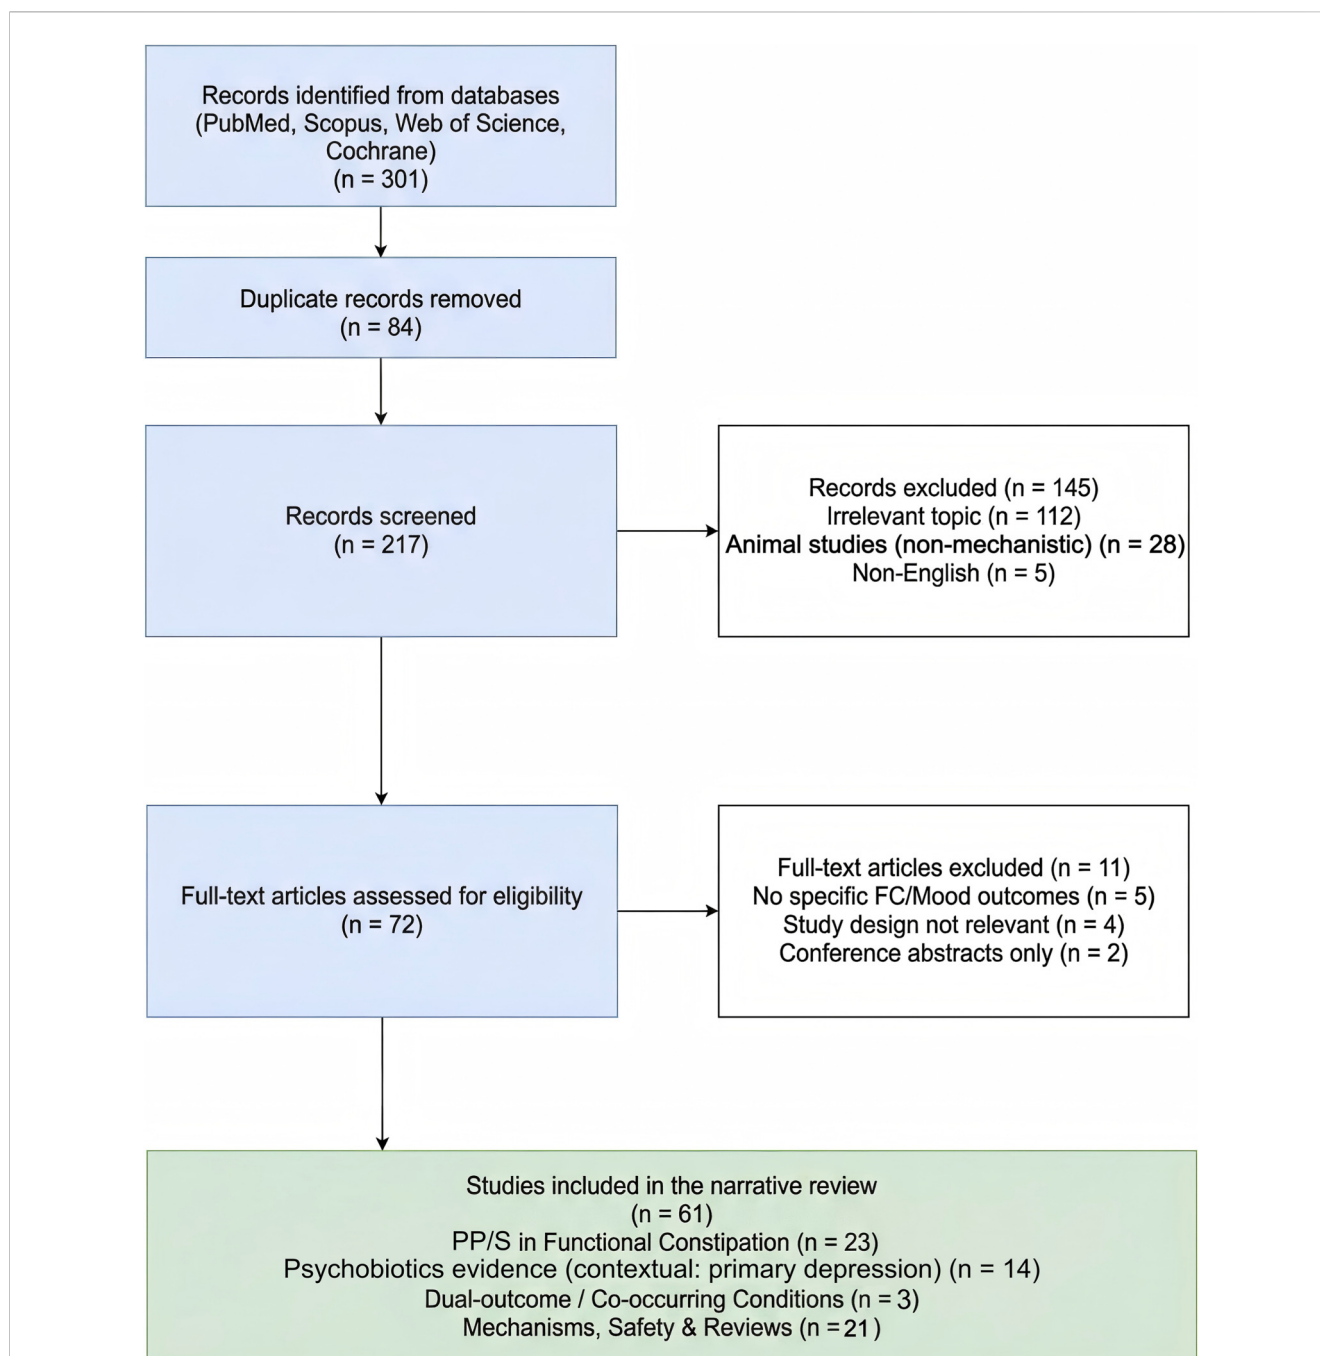 Records identified from databases
(PubMed, Scopus, Web of Science,
Cochrane)
(n = 301)
Duplicate records removed
(n = 84)
Records screened
(n = 217)
Records excluded (n = 145)
Irrelevant topic (n = 112)
Animal studies (non-mechanistic) (n = 28)
Non-English (n = 5)
Full-text articles assessed for eligibility
(n = 72)
Full-text articles excluded (n = 11)
No specific FC/Mood outcomes (n = 5)
Study design not relevant (n = 4)
Conference abstracts only (n = 2)
Studies included in the narrative review
(n = 61)
PP/S in Functional Constipation (n = 23)
Psychobiotics evidence (contextual: primary depression) (n = 14)
Dual-outcome / Co-occurring Conditions (n = 3)
Mechanisms, Safety & Reviews (n = 21)